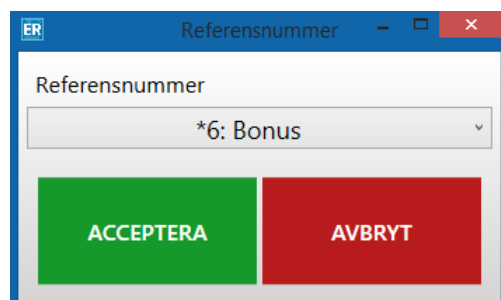 ER Referensnummer
Referensnummer
*6: Bonus
ACCEPTERA AVBRYT